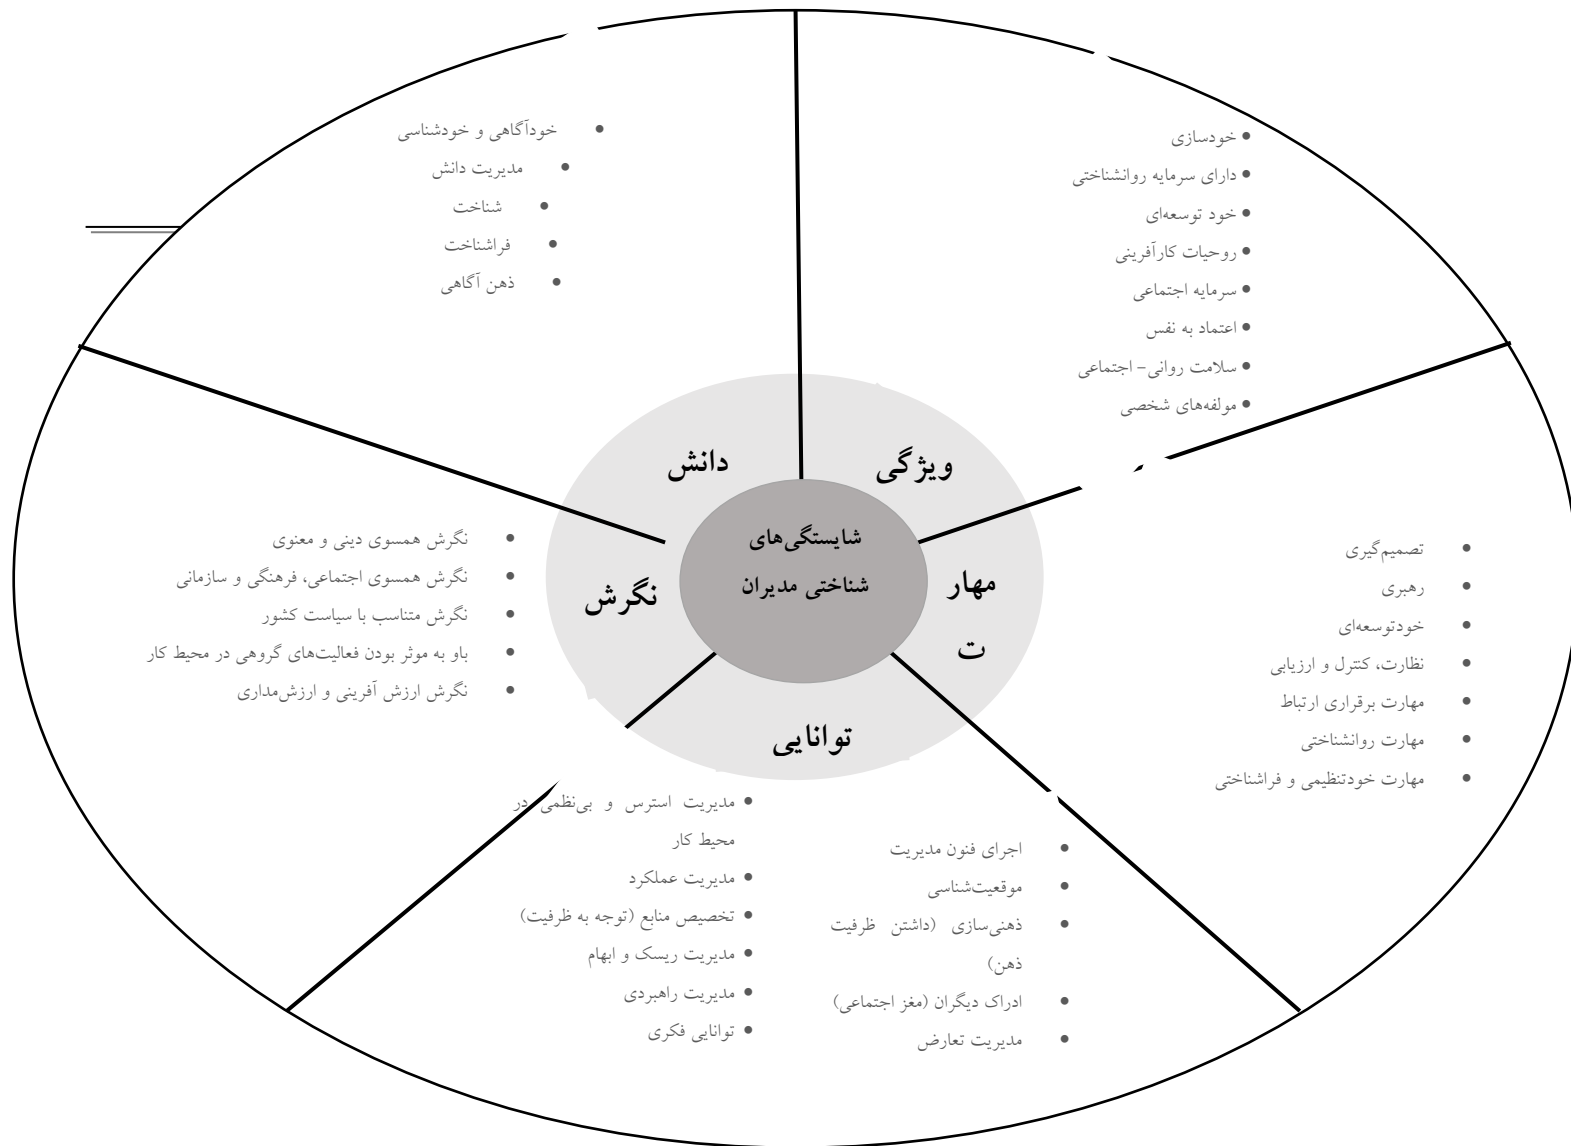 شایستگی‌های
شناختی مدیران
ویژگی
• خودسازی
• دارای سرمایه روانشناختی
• خود توسعه‌ای
• روحیات کارآفرینی
• سرمایه اجتماعی
• اعتماد به نفس
• سلامت روانی- اجتماعی
• مولفه‌های شخصی
مهار
ت
• تصمیم‌گیری
• رهبری
• خودتوسعه‌ای
• نظارت، کنترل و ارزیابی
• مهارت برقراری ارتباط
• مهارت روانشناختی
• مهارت خودتنظیمی و فراشناختی
توانایی
• اجرای فنون مدیریت
• موقعیت‌شناسی
• ذهنی‌سازی (داشتن ظرفیت
ذهن)
• ادراک دیگران (مغز اجتماعی)
• مدیریت تعارض
• مدیریت استرس و بی‌نظمی در
محیط کار
• مدیریت عملکرد
• تخصیص منابع (توجه به ظرفیت)
• مدیریت ریسک و ابهام
• مدیریت راهبردی
• توانایی فکری
نگرش
• نگرش همسوی دینی و معنوی
• نگرش همسوی اجتماعی، فرهنگی و سازمانی
• نگرش متناسب با سیاست کشور
• باو به موثر بودن فعالیت‌های گروهی در محیط کار
• نگرش ارزش آفرینی و ارزش‌مداری
دانش
• خودآگاهی و خودشناسی
• مدیریت دانش
• شناخت
• فراشناخت
• ذهن آگاهی